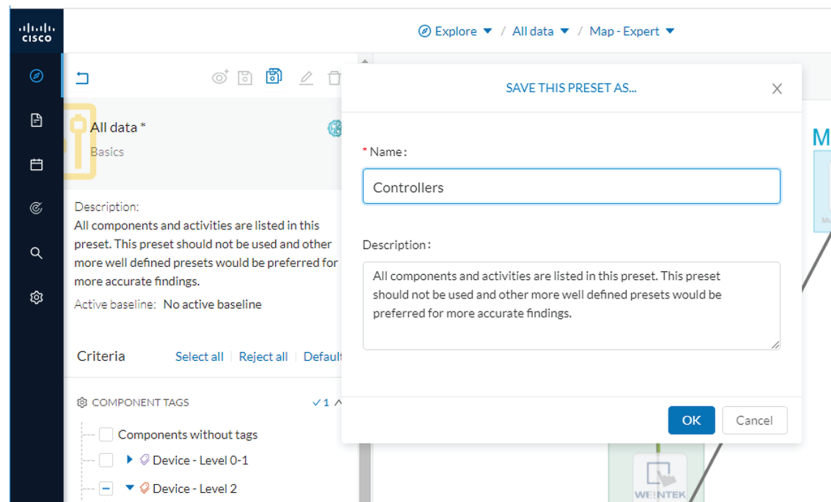 CISCO
Explore / All data / Map - Expert
All data *
Basics
Description:
All components and activities are listed in this
preset. This preset should not be used and other
more well defined presets would be preferred for
more accurate findings.
Active baseline: No active baseline
Criteria Select all Reject all Default
COMPONENT TAGS 1
Components without tags
Device - Level 0-1
Device - Level 2
SAVE THIS PRESET AS...
* Name :
Controllers
Description :
All components and activities are listed in this preset. This preset
should not be used and other more well defined presets would be
preferred for more accurate findings.
OK Cancel
M
WEINTEK